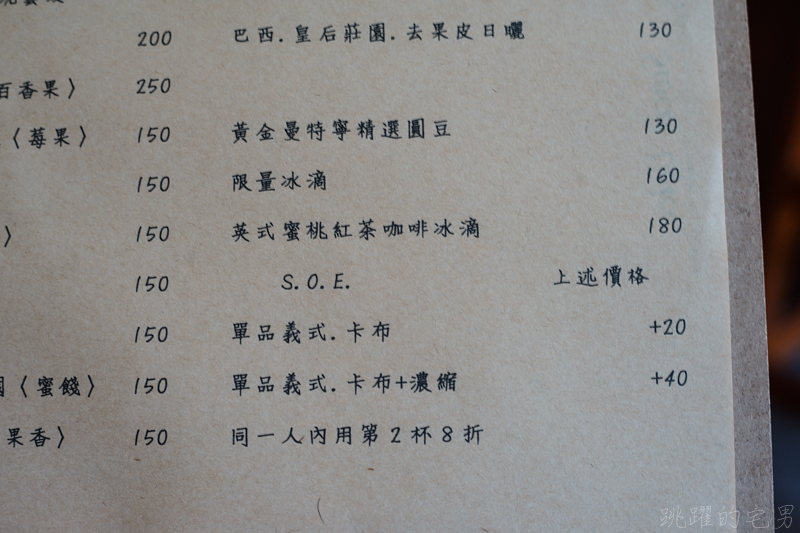 200 巴西.皇后莊園.去果皮日曬 130
百香果〉 250
〈莓果〉 150 黃金曼特寧精選圓豆 130
150 限量冰滴 160
〉 150 英式蜜桃紅茶咖啡冰滴 180
150 S.O.E. 上述價格
150 單品義式.卡布 +20
〈蜜餞〉 150 單品義式.卡布+濃縮 +40
果香〉 150 同一人內用第2杯8折
跳躍的宅男